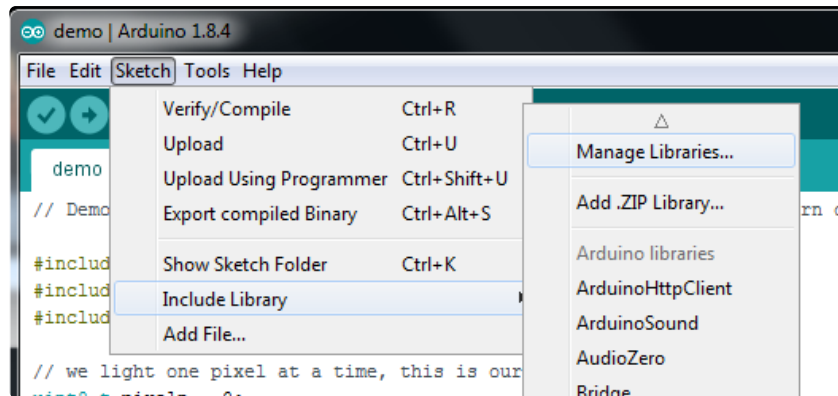 demo | Arduino 1.8.4
File Edit Sketch Tools Help
Verify/Compile Ctrl+R
Upload Ctrl+U
Upload Using Programmer Ctrl+Shift+U
Export compiled Binary Ctrl+Alt+S
Show Sketch Folder Ctrl+K
Include Library
Add File...
Manage Libraries...
Add .ZIP Library...
Arduino libraries
ArduinoHttpClient
ArduinoSound
AudioZero
Bridge
demo
// Demo
#includ
#includ
#includ
// we light one pixel at a time, this is our